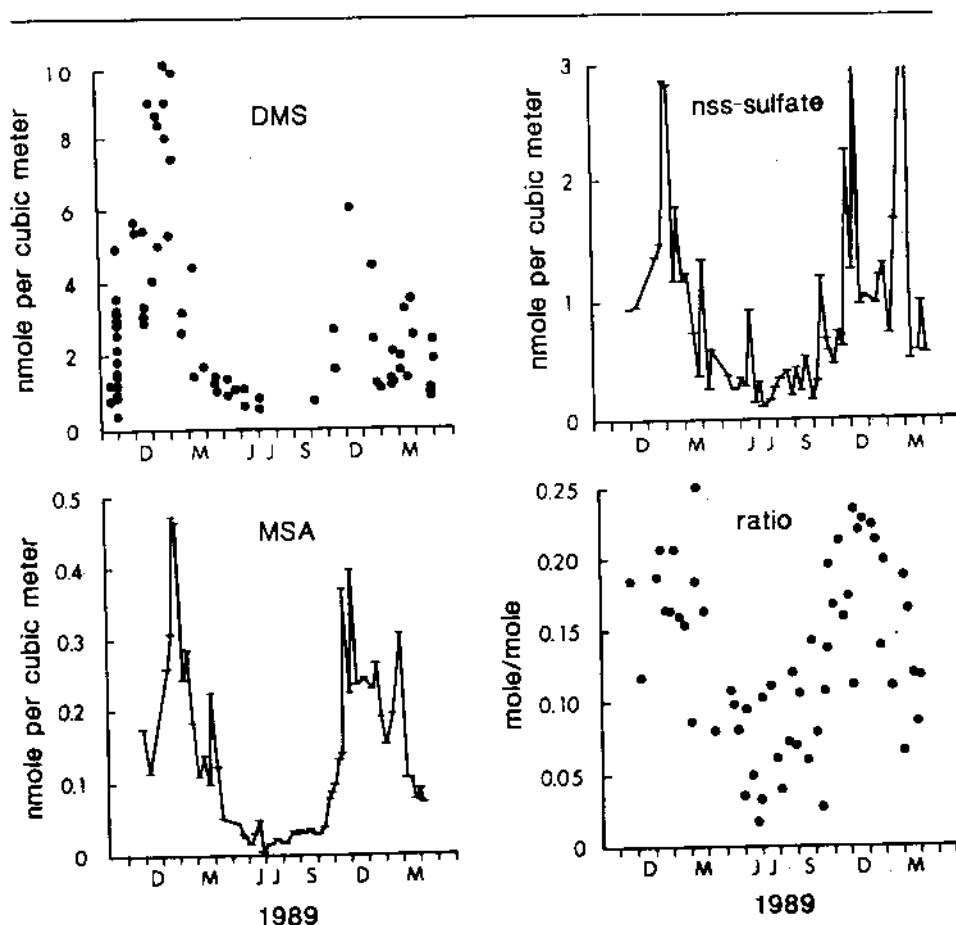 DMS
nmole per cubic meter
10
8
6
4
2
0
D M J J S D M
nss-sulfate
nmole per cubic meter
3
2
1
0
D M J J S D M
MSA
nmole per cubic meter
0.5
0.4
0.3
0.2
0.1
0
D M J J S D M
1989
ratio
mole/mole
0.25
0.20
0.15
0.10
0.05
0.00
D M J J S D M
1989